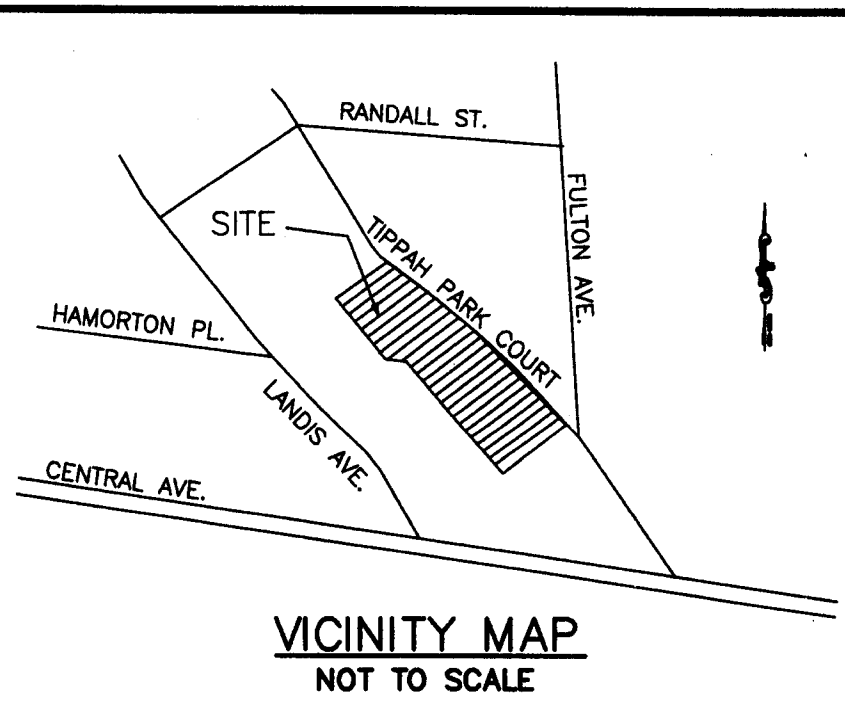 RANDALL ST.
FULTON AVE.
SITE
TIPPAH PARK COURT
HAMORTON PL.
LANDIS AVE.
CENTRAL AVE.
VICINITY MAP
NOT TO SCALE